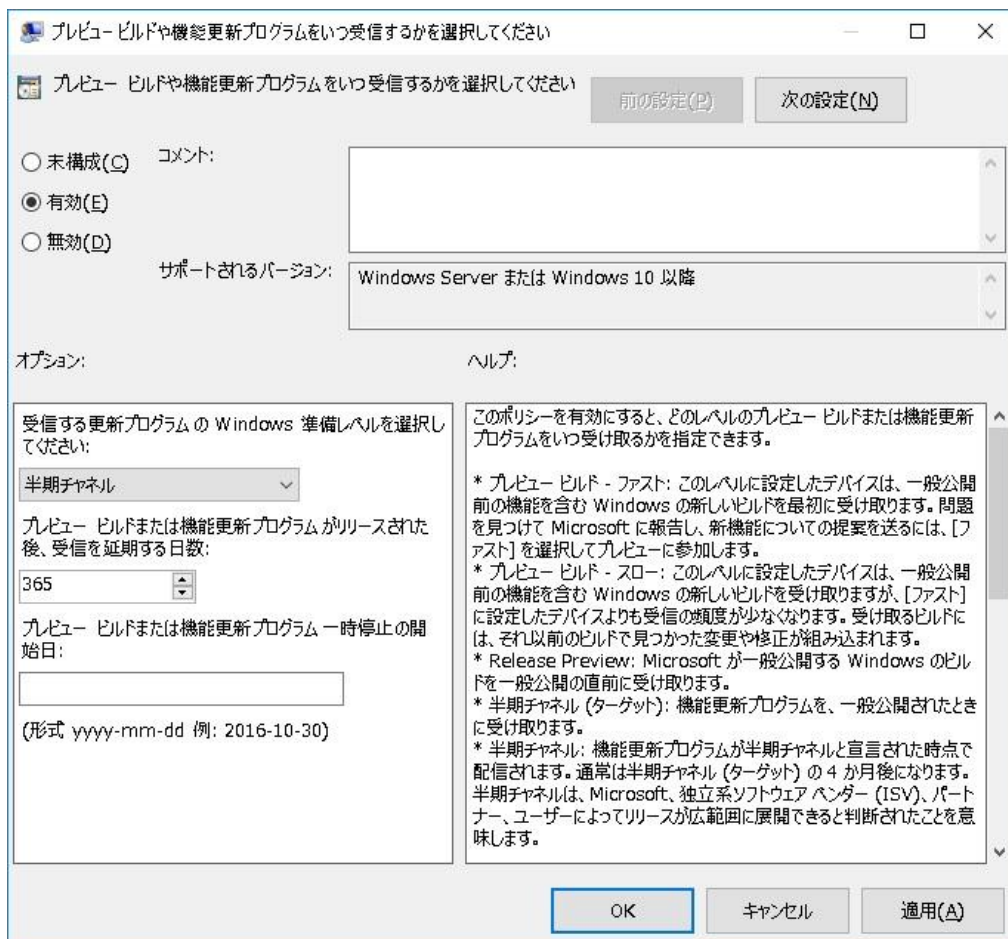 プレビュー ビルドや機能更新プログラムをいつ受信するかを選択してください
プレビュー ビルドや機能更新プログラムをいつ受信するかを選択してください
前の設定(P)
次の設定(N)
未構成(C)
有効(E)
無効(D)
コメント:
サポートされるバージョン:
Windows Server または Windows 10 以降
オプション:
ヘルプ:
受信する更新プログラムの Windows 準備レベルを選択し
てください:
半期チャネル
プレビュー ビルドまたは機能更新プログラムがリリースされた
後、受信を延期する日数:
365
プレビュー ビルドまたは機能更新プログラム一時停止の開
始日:
(形式 yyyy-mm-dd 例: 2016-10-30)
このポリシーを有効にすると、どのレベルのプレビュー ビルドまたは機能更新
プログラムをいつ受け取るかを指定できます。
* プレビュー ビルド - ファスト: このレベルに設定したデバイスは、一般公開
前の機能を含む Windows の新しいビルドを最初に受け取ります。問題
を見つけて Microsoft に報告し、新機能についての提案を送るには、[フ
ァスト] を選択してプレビューに参加します。
* プレビュー ビルド - スロー: このレベルに設定したデバイスは、一般公開
前の機能を含む Windows の新しいビルドを受け取りますが、[ファスト]
に設定したデバイスよりも受信の頻度が少なくなります。受け取るビルドに
は、それ以前のビルドで見つかった変更や修正が組み込まれます。
* Release Preview: Microsoft が一般公開する Windows のビル
ドを一般公開の直前に受け取ります。
* 半期チャネル (ターゲット): 機能更新プログラムを、一般公開されたとき
に受け取ります。
* 半期チャネル: 機能更新プログラムが半期チャネルと宣言された時点で
配信されます。通常は半期チャネル (ターゲット) の 4 か月後になります。
半期チャネルは、Microsoft、独立系ソフトウェア ベンダー (ISV)、パート
ナー、ユーザーによってリリースが広範囲に展開できると判断されたことを意
味します。
OK
キャンセル
適用(A)